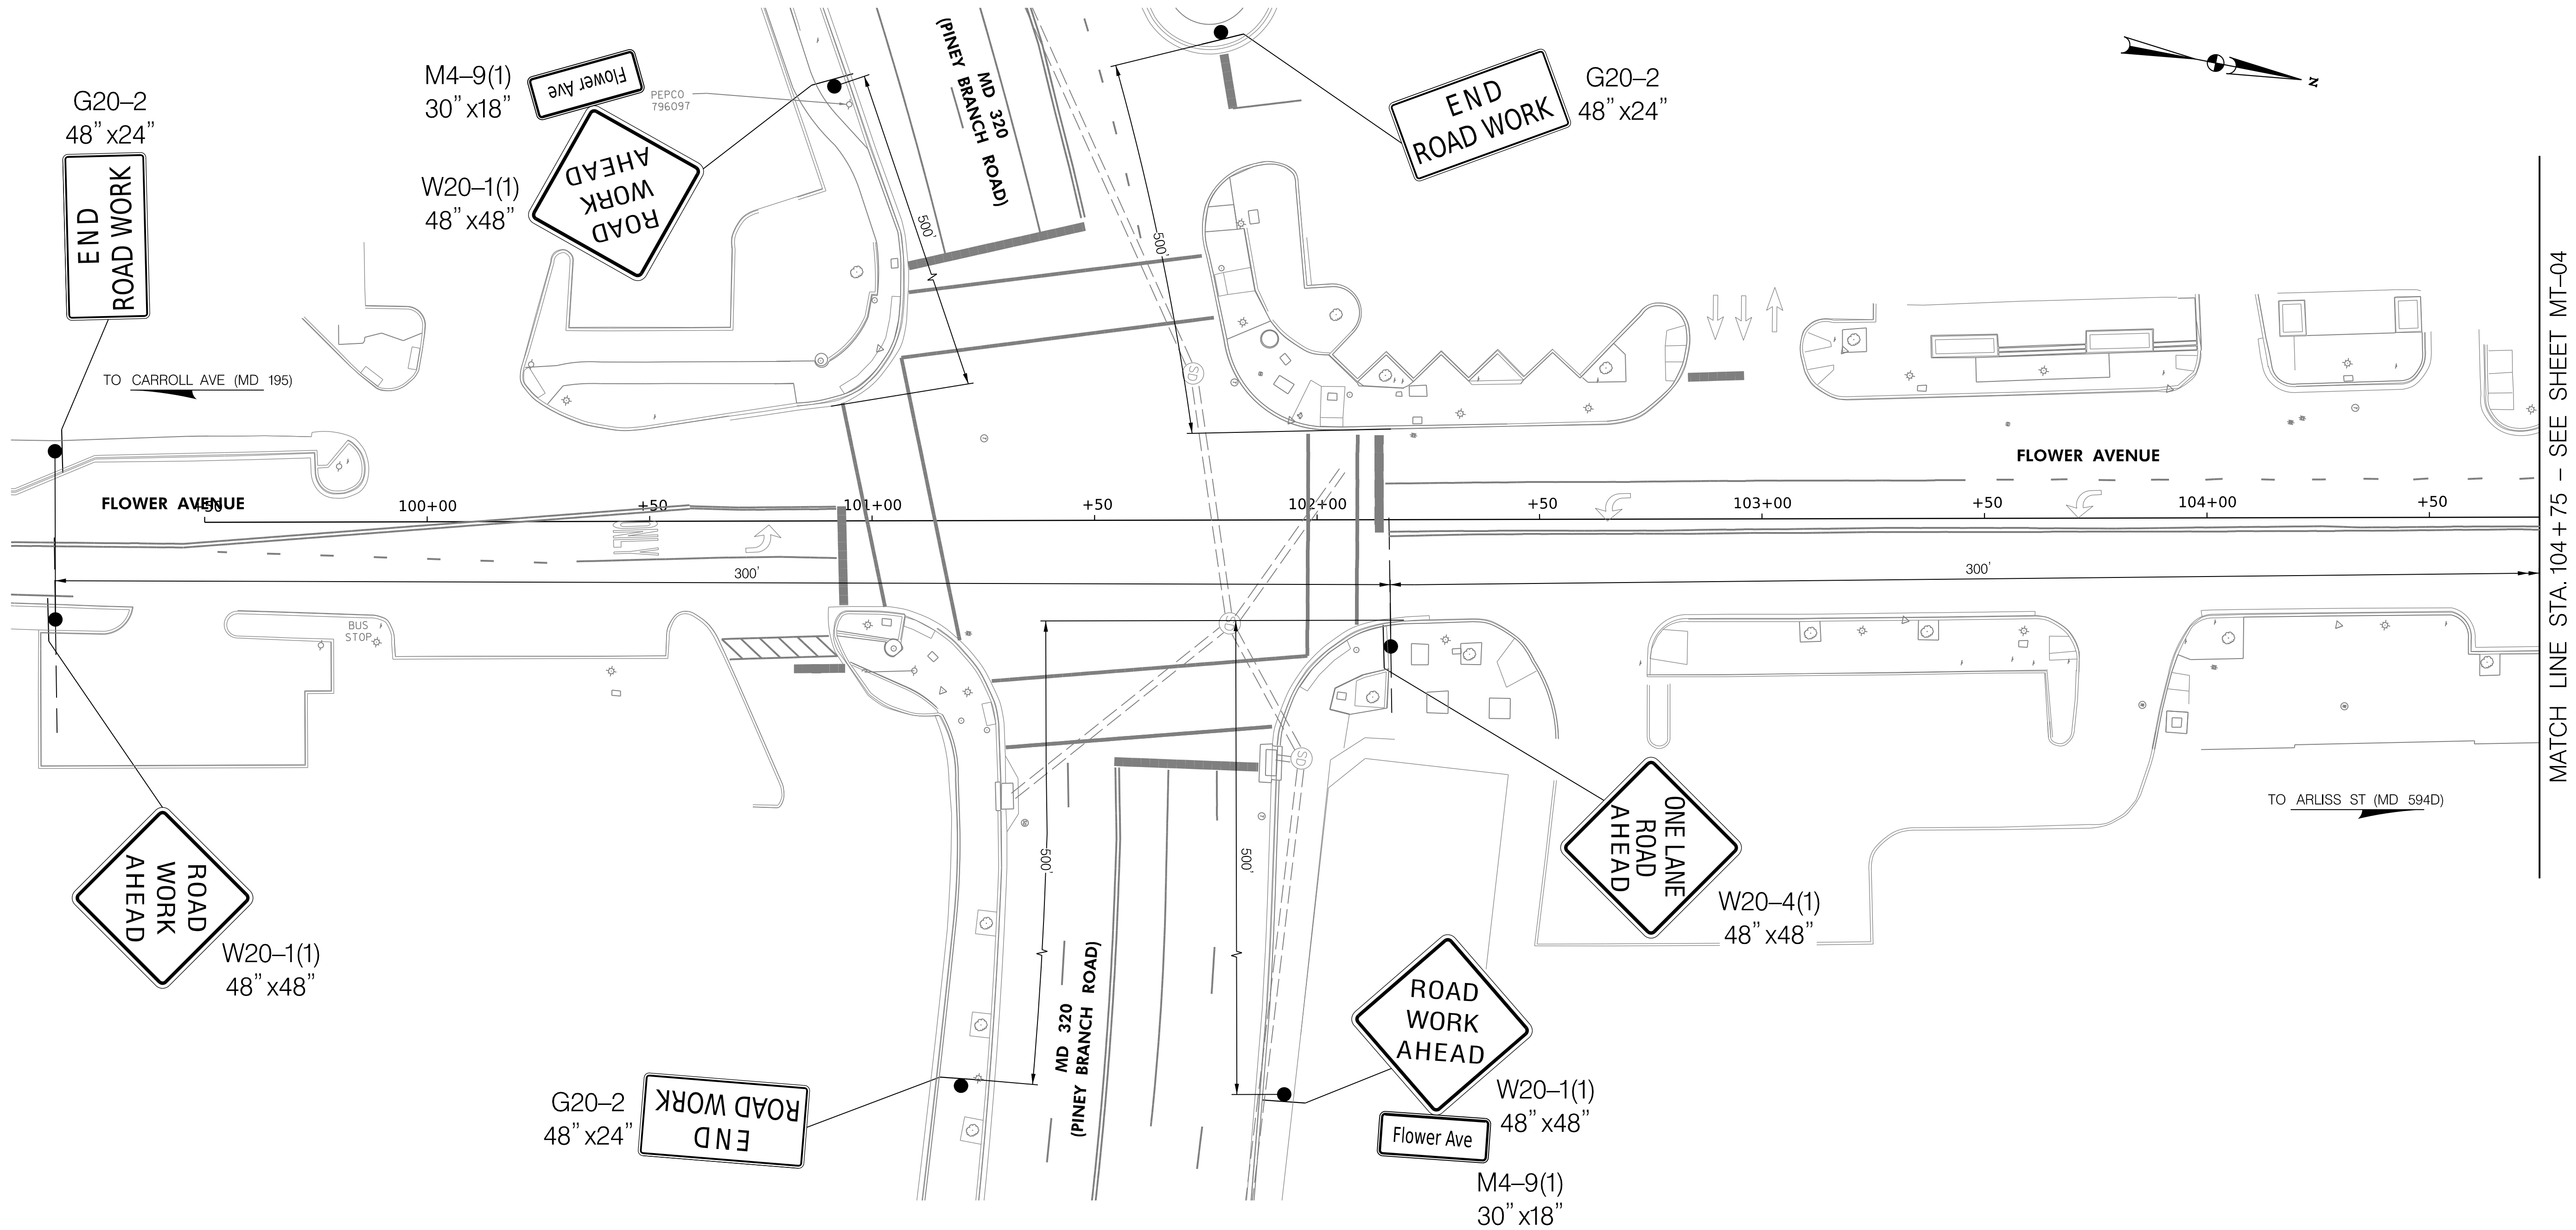 G20–2
48" x24"
END
ROAD WORK
M4–9(1)
30" x18"
Flower Ave
PEPCO
796097
W20–1(1)
48" x48"
ROAD
WORK
AHEAD
500'
MD 320
(PINEY BRANCH ROAD)
500'
END
ROAD WORK
G20–2
48" x24"
N
TO CARROLL AVE (MD 195)
FLOWER AVENUE
FLOWER AVENUE
+50
100+00
+50
101+00
+50
102+00
+50
103+00
+50
104+00
+50
ONLY
SD
SD
SD
300'
300'
BUS
STOP
500'
500'
MATCH LINE STA. 104+75 – SEE SHEET MT–04
TO ARLISS ST (MD 594D)
ROAD
WORK
AHEAD
W20–1(1)
48" x48"
ONE LANE
ROAD
AHEAD
W20–4(1)
48" x48"
MD 320
(PINEY BRANCH ROAD)
ROAD
WORK
AHEAD
W20–1(1)
48" x48"
Flower Ave
M4–9(1)
30" x18"
G20–2
48" x24"
END
ROAD WORK